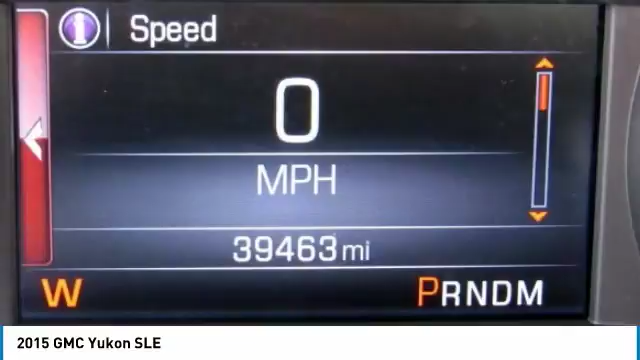 i Speed
0
MPH
39463 mi
W PRNDM
2015 GMC Yukon SLE